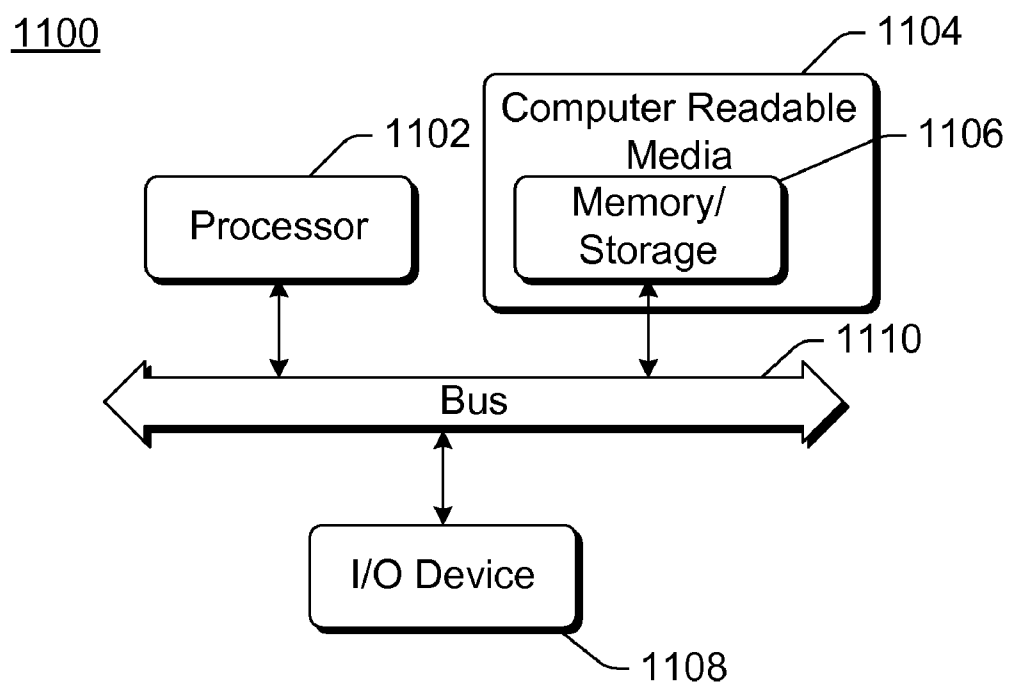 1100
1104
Computer Readable
Media
1102
1106
Processor
Memory/
Storage
1110
Bus
I/O Device
1108